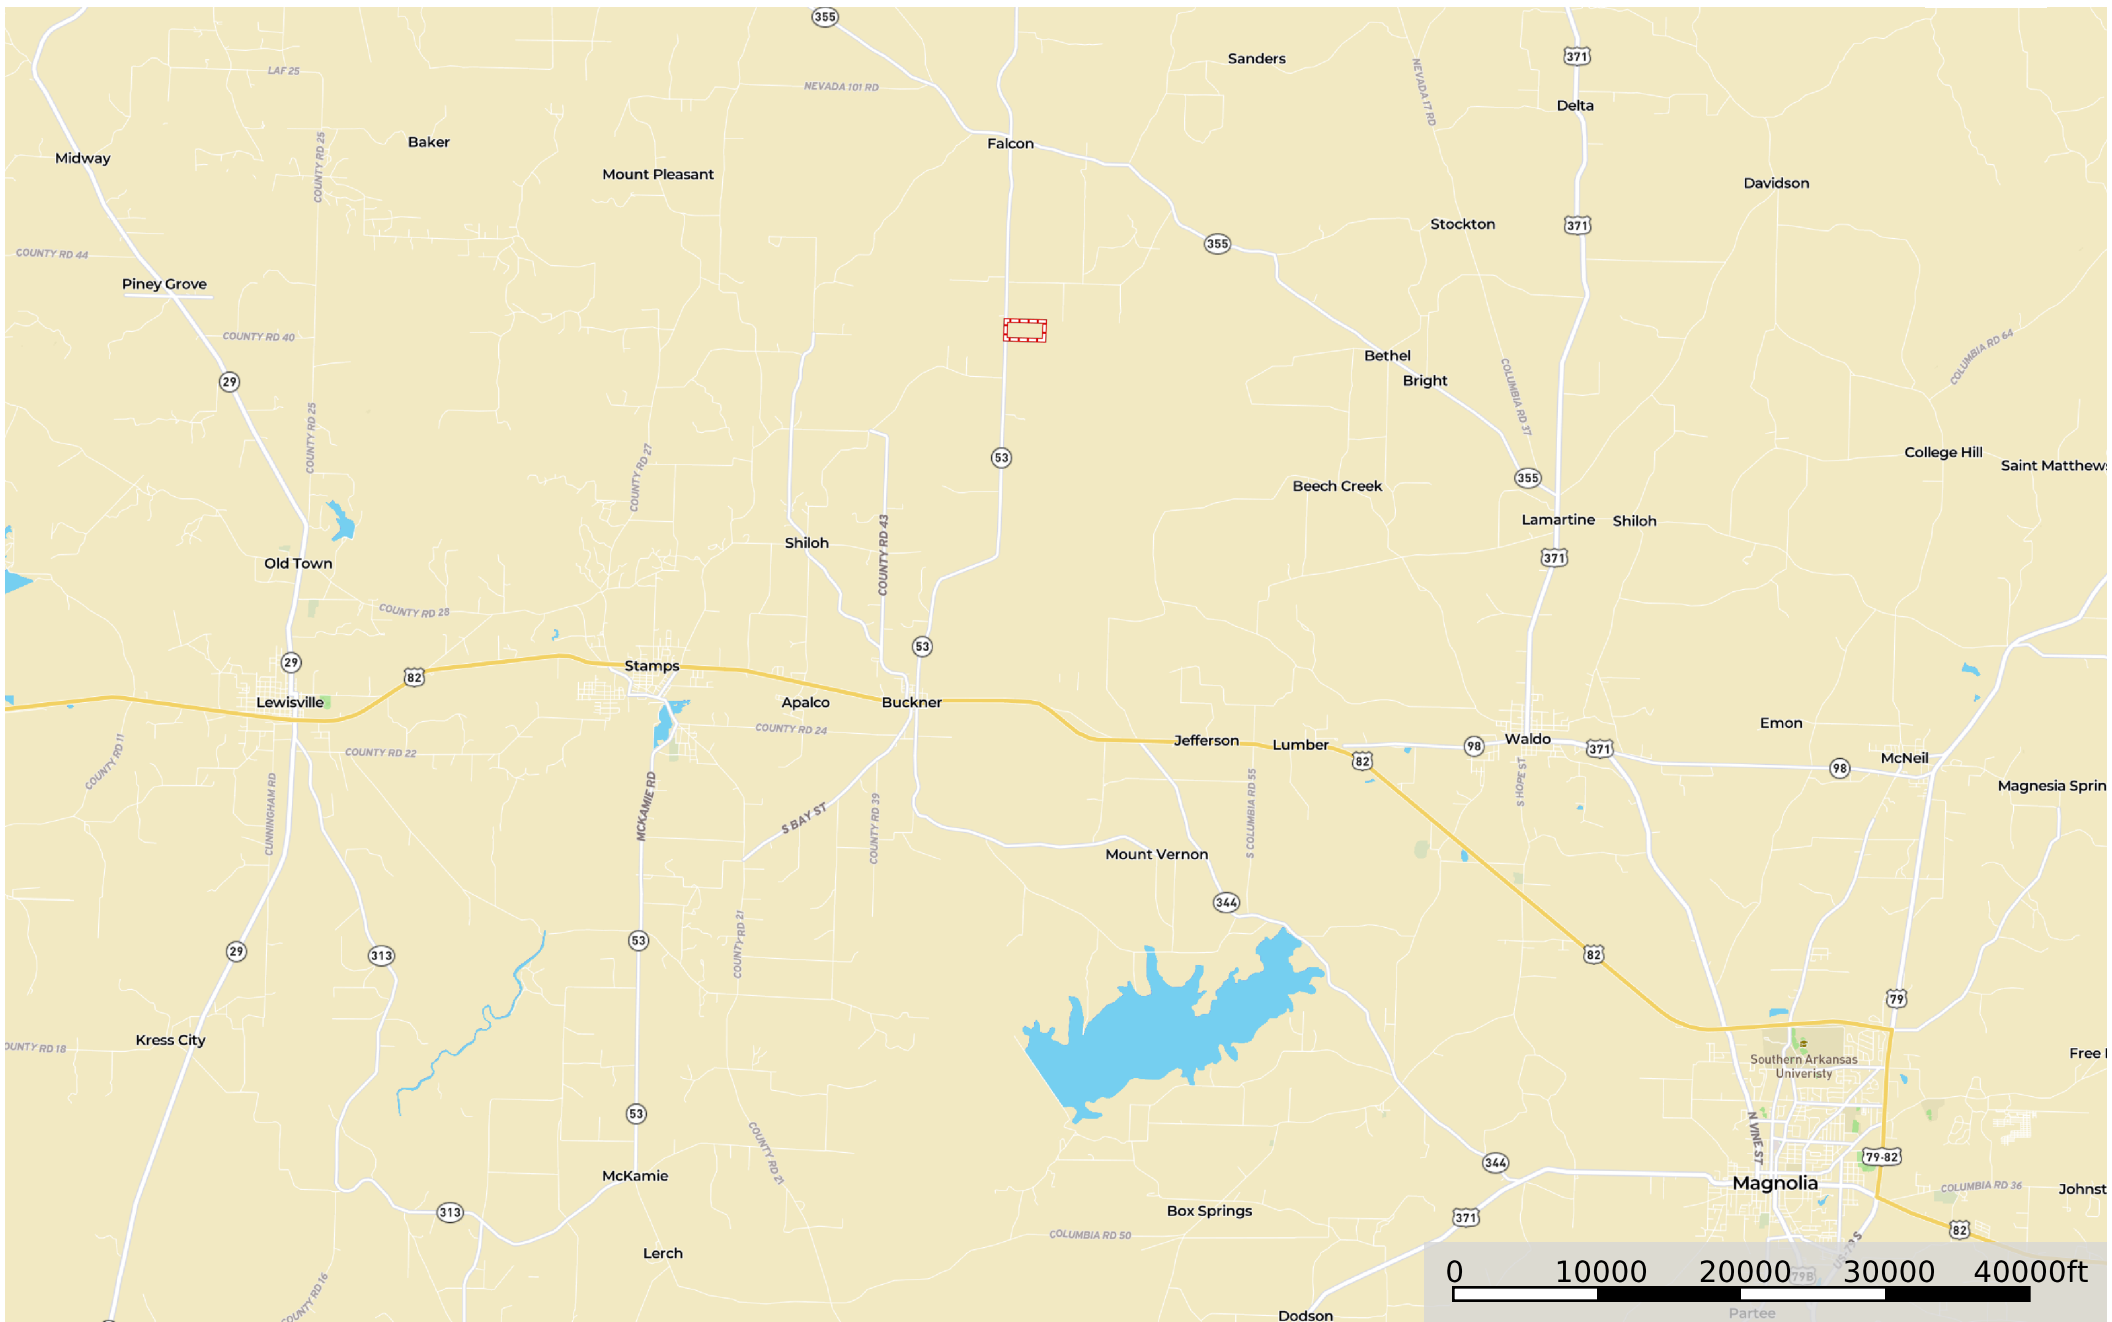 355
Sanders
371
LAF 25
NEVADA 101 RD
NEVADA 17 RD
Delta
Midway
COUNTY RD 25
Baker
Falcon
Mount Pleasant
Davidson
Stockton
371
355
COUNTY RD 44
Piney Grove
COUNTY RD 40
Bethel
Bright
COLUMBIA RD 64
COLUMBIA RD 37
29
COUNTY RD 25
COUNTY RD 27
53
College Hill
Saint Matthews
Beech Creek
355
Lamartine
Shiloh
Shiloh
COUNTY RD 43
371
Old Town
COUNTY RD 28
53
29
82
Stamps
Lewisville
Apalco
Buckner
COUNTY RD 24
COUNTY RD 22
COUNTY RD 11
Jefferson
Lumber
82
98
Waldo
371
Emon
McNeil
98
Magnesia Sprin
CUNNINGHAM RD
MCKAMIE RD
S BAY ST
COUNTY RD 39
S COLUMBIA RD 55
S HOPE ST
Mount Vernon
344
COUNTY RD 21
29
313
53
82
79
Kress City
OUNTY RD 18
Southern Arkansas
Univeristy
Free
53
COUNTY RD 21
N VINE ST
79-82
344
McKamie
Magnolia
COLUMBIA RD 36
Johnst
313
Box Springs
371
COLUMBIA RD 50
82
Lerch
US-79 S
0 10000 20000 30000 40000ft
79B
COUNTY RD 16
Dodson
Partee